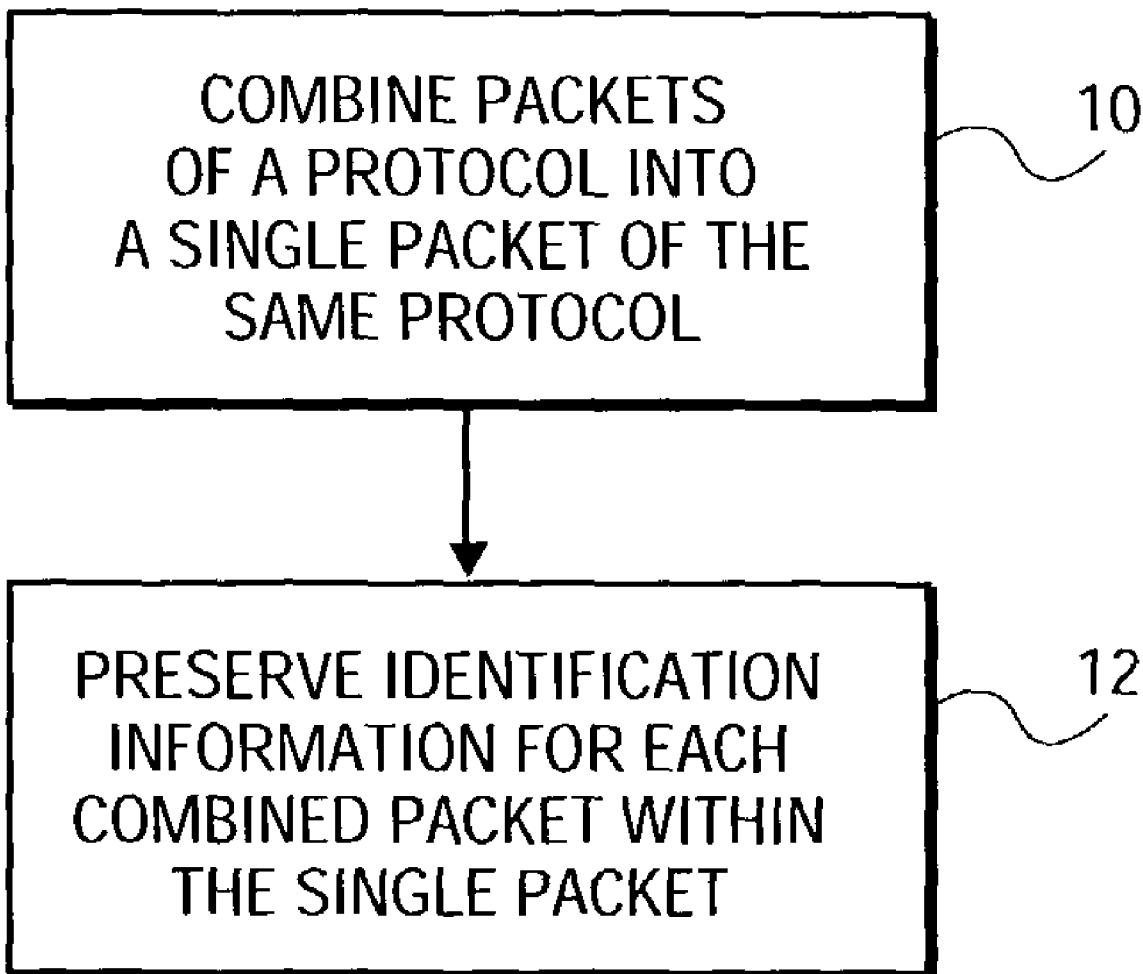 COMBINE PACKETS
OF A PROTOCOL INTO
A SINGLE PACKET OF THE
SAME PROTOCOL
10
PRESERVE IDENTIFICATION
INFORMATION FOR EACH
COMBINED PACKET WITHIN
THE SINGLE PACKET
12